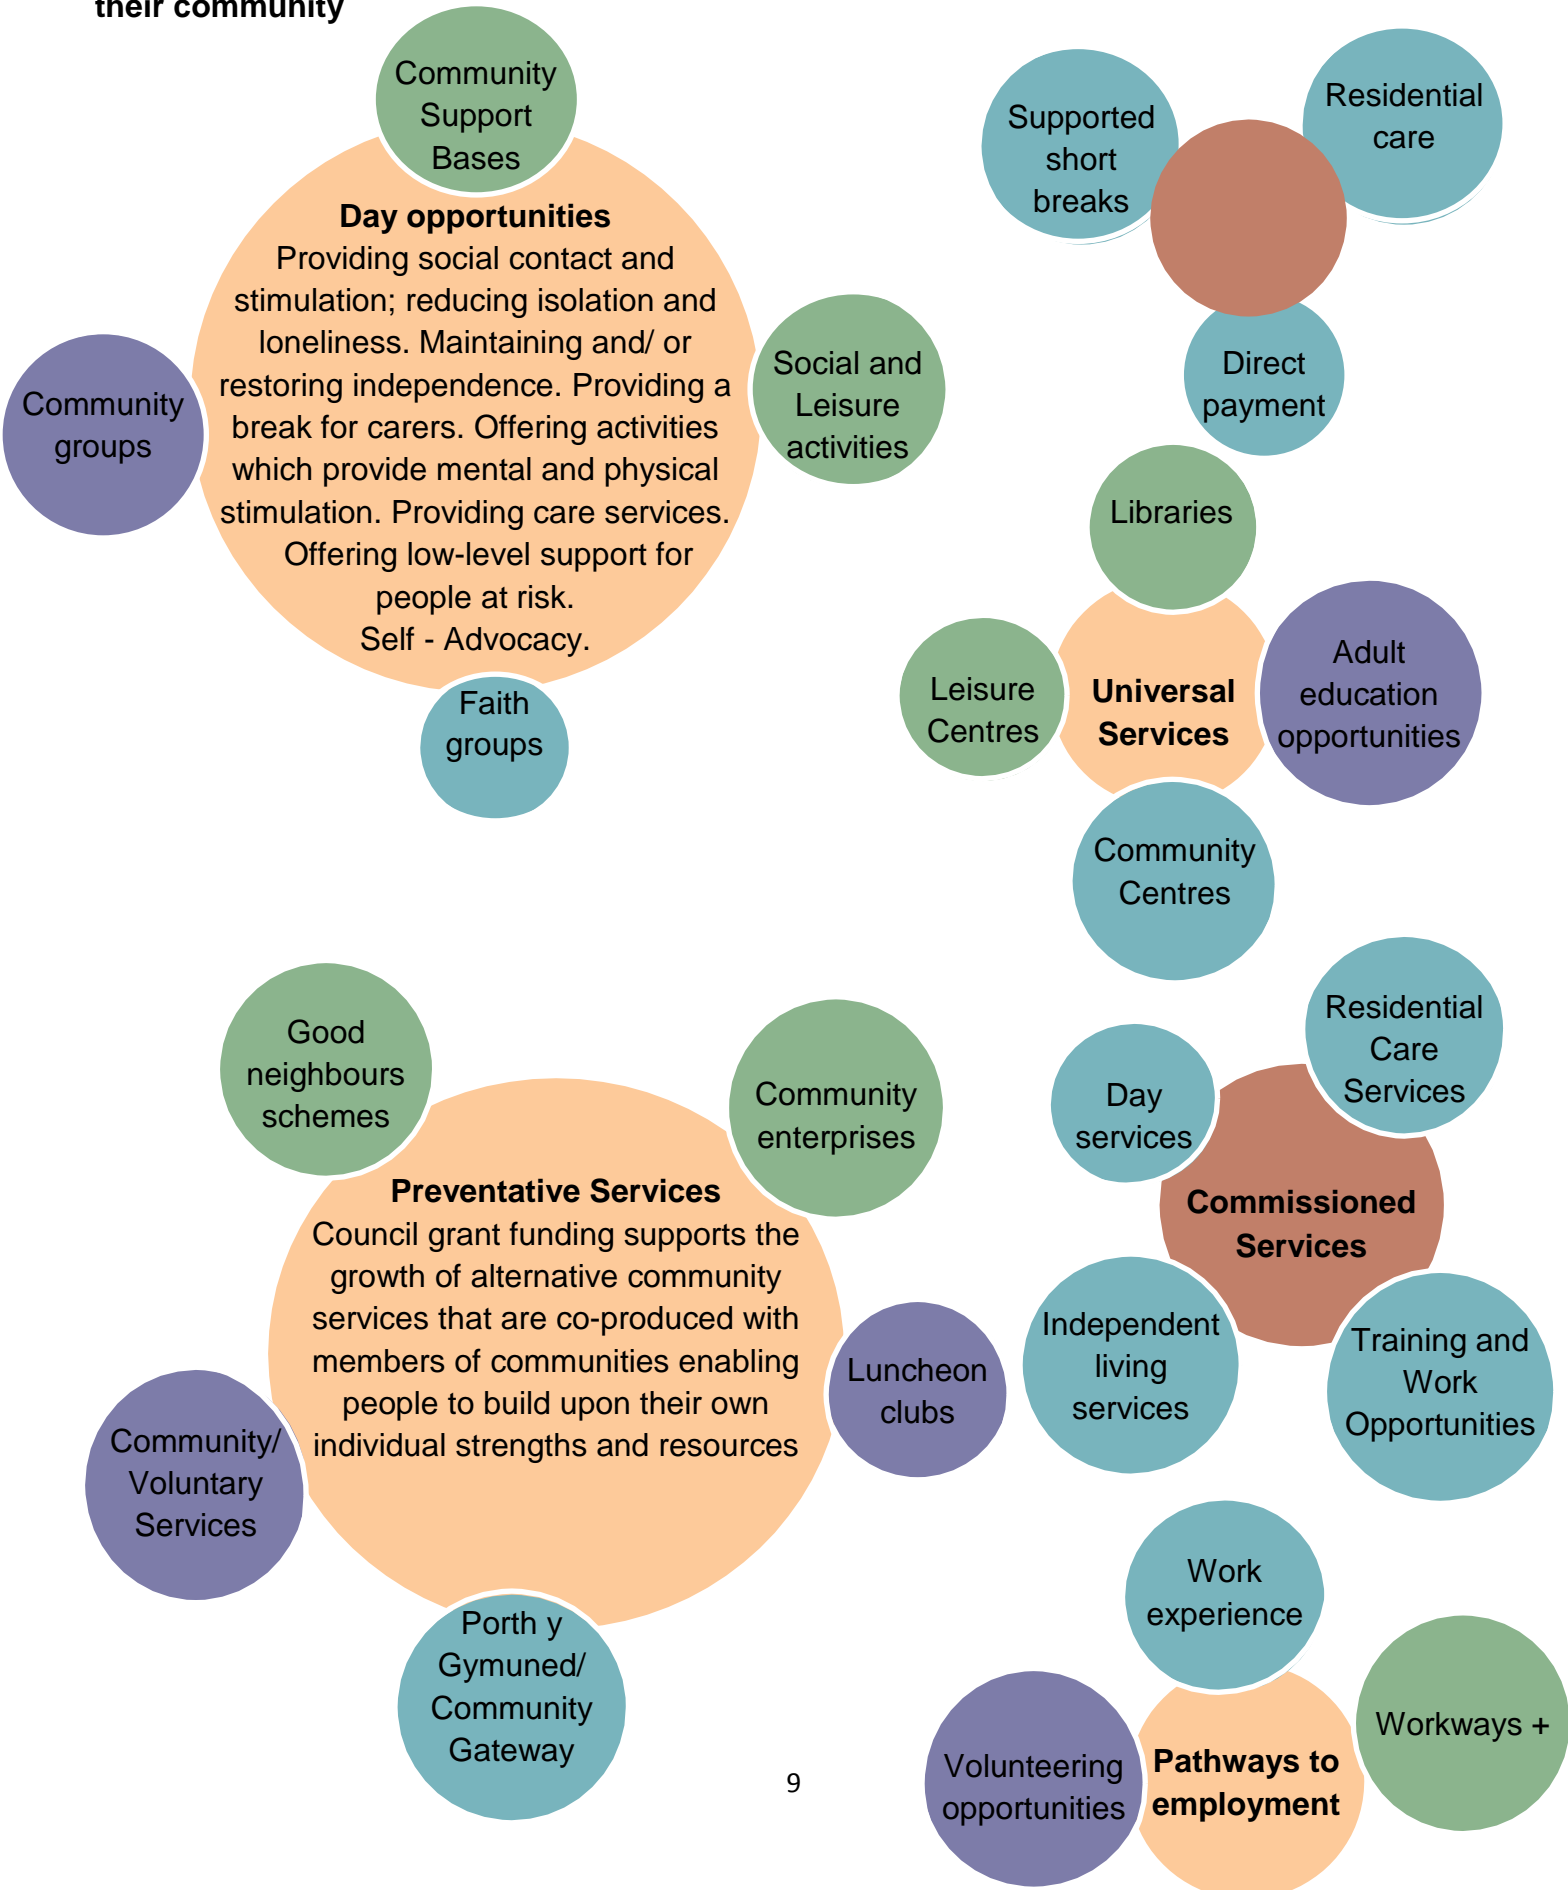 their community
Community
Support
Bases
Day opportunities
Providing social contact and
stimulation; reducing isolation and
loneliness. Maintaining and/ or
restoring independence. Providing a
break for carers. Offering activities
which provide mental and physical
stimulation. Providing care services.
Offering low-level support for
people at risk.
Self - Advocacy.
Community
groups
Social and
Leisure
activities
Faith
groups
Supported
short
breaks
Residential
care
Direct
payment
Libraries
Leisure
Centres
Universal
Services
Adult
education
opportunities
Community
Centres
Good
neighbours
schemes
Community
enterprises
Preventative Services
Council grant funding supports the
growth of alternative community
services that are co-produced with
members of communities enabling
people to build upon their own
individual strengths and resources
Luncheon
clubs
Community/
Voluntary
Services
Porth y
Gymuned/
Community
Gateway
Residential
Care
Services
Day
services
Commissioned
Services
Independent
living
services
Training and
Work
Opportunities
Work
experience
Workways +
Volunteering
opportunities
Pathways to
employment
9